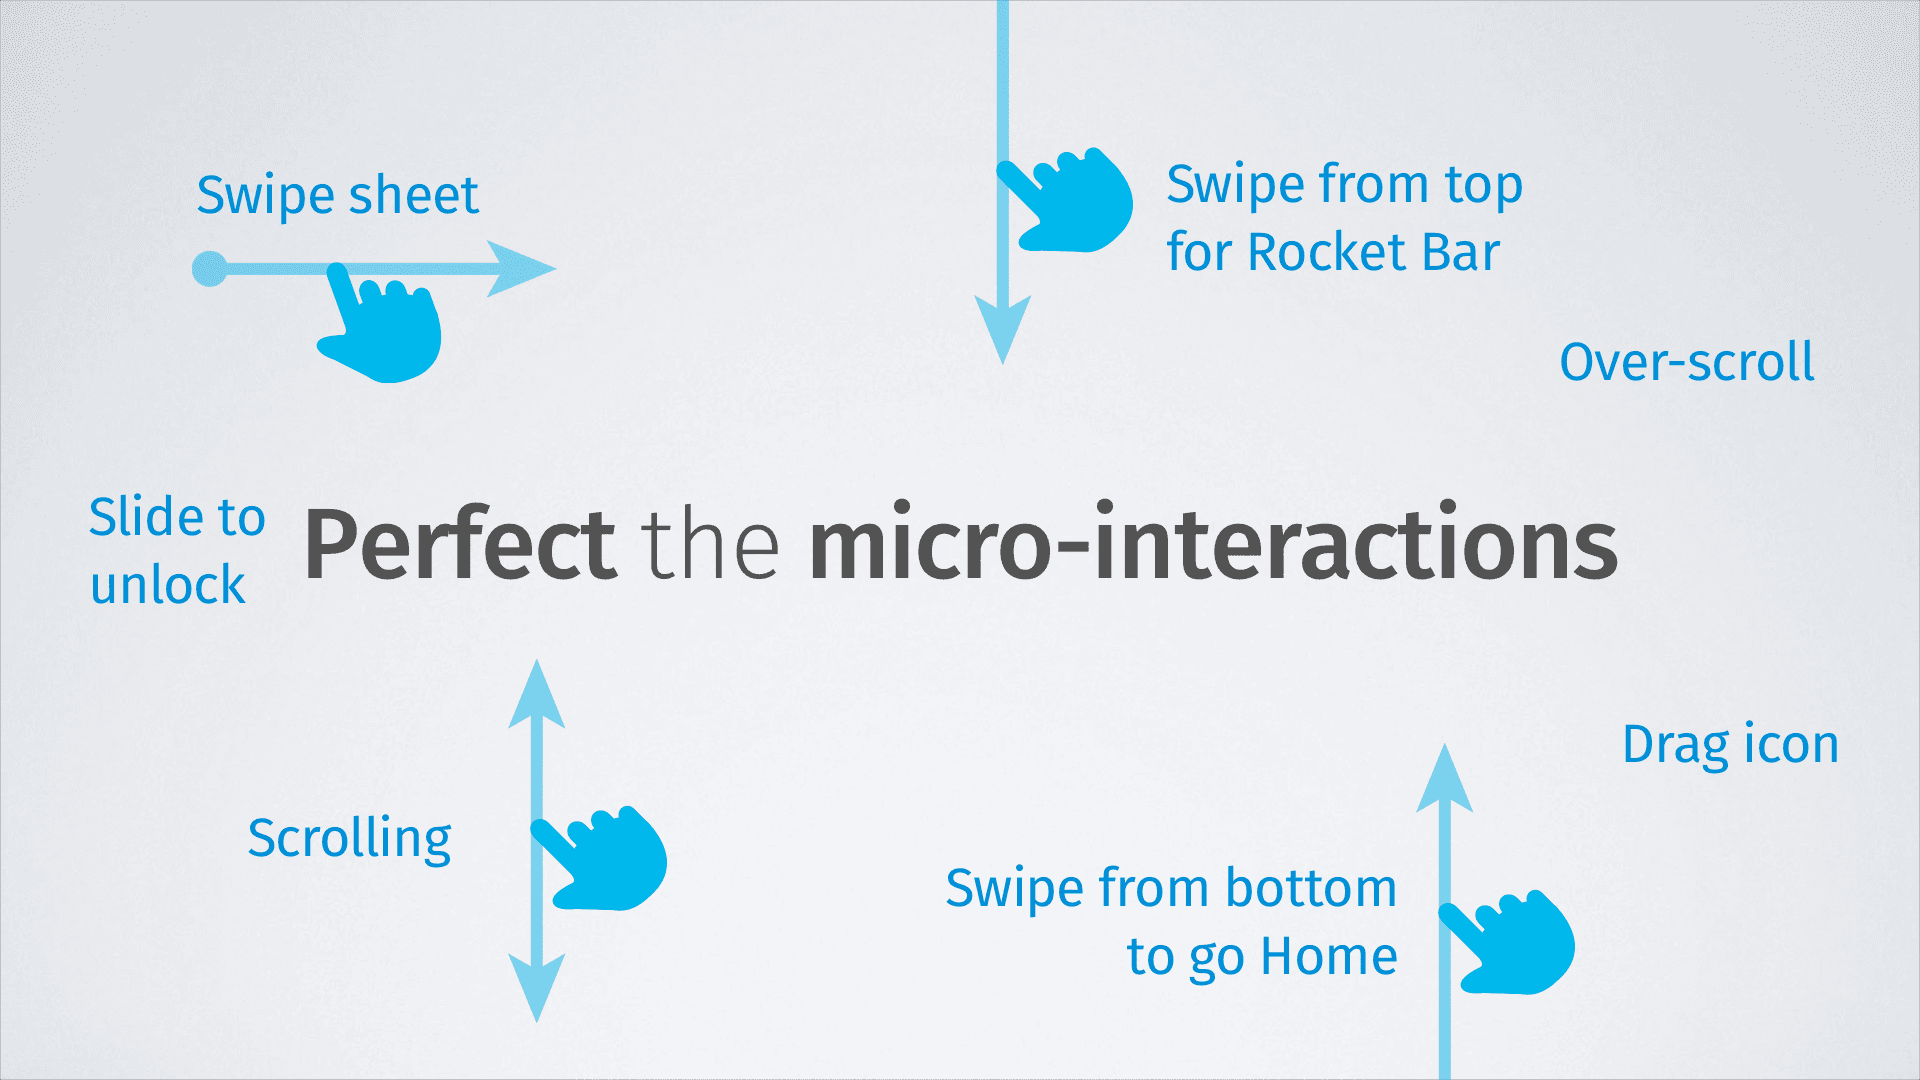 Swipe sheet
Swipe from top
for Rocket Bar
Over-scroll
Slide to
unlock
Perfect the micro-interactions
Scrolling
Drag icon
Swipe from bottom
to go Home